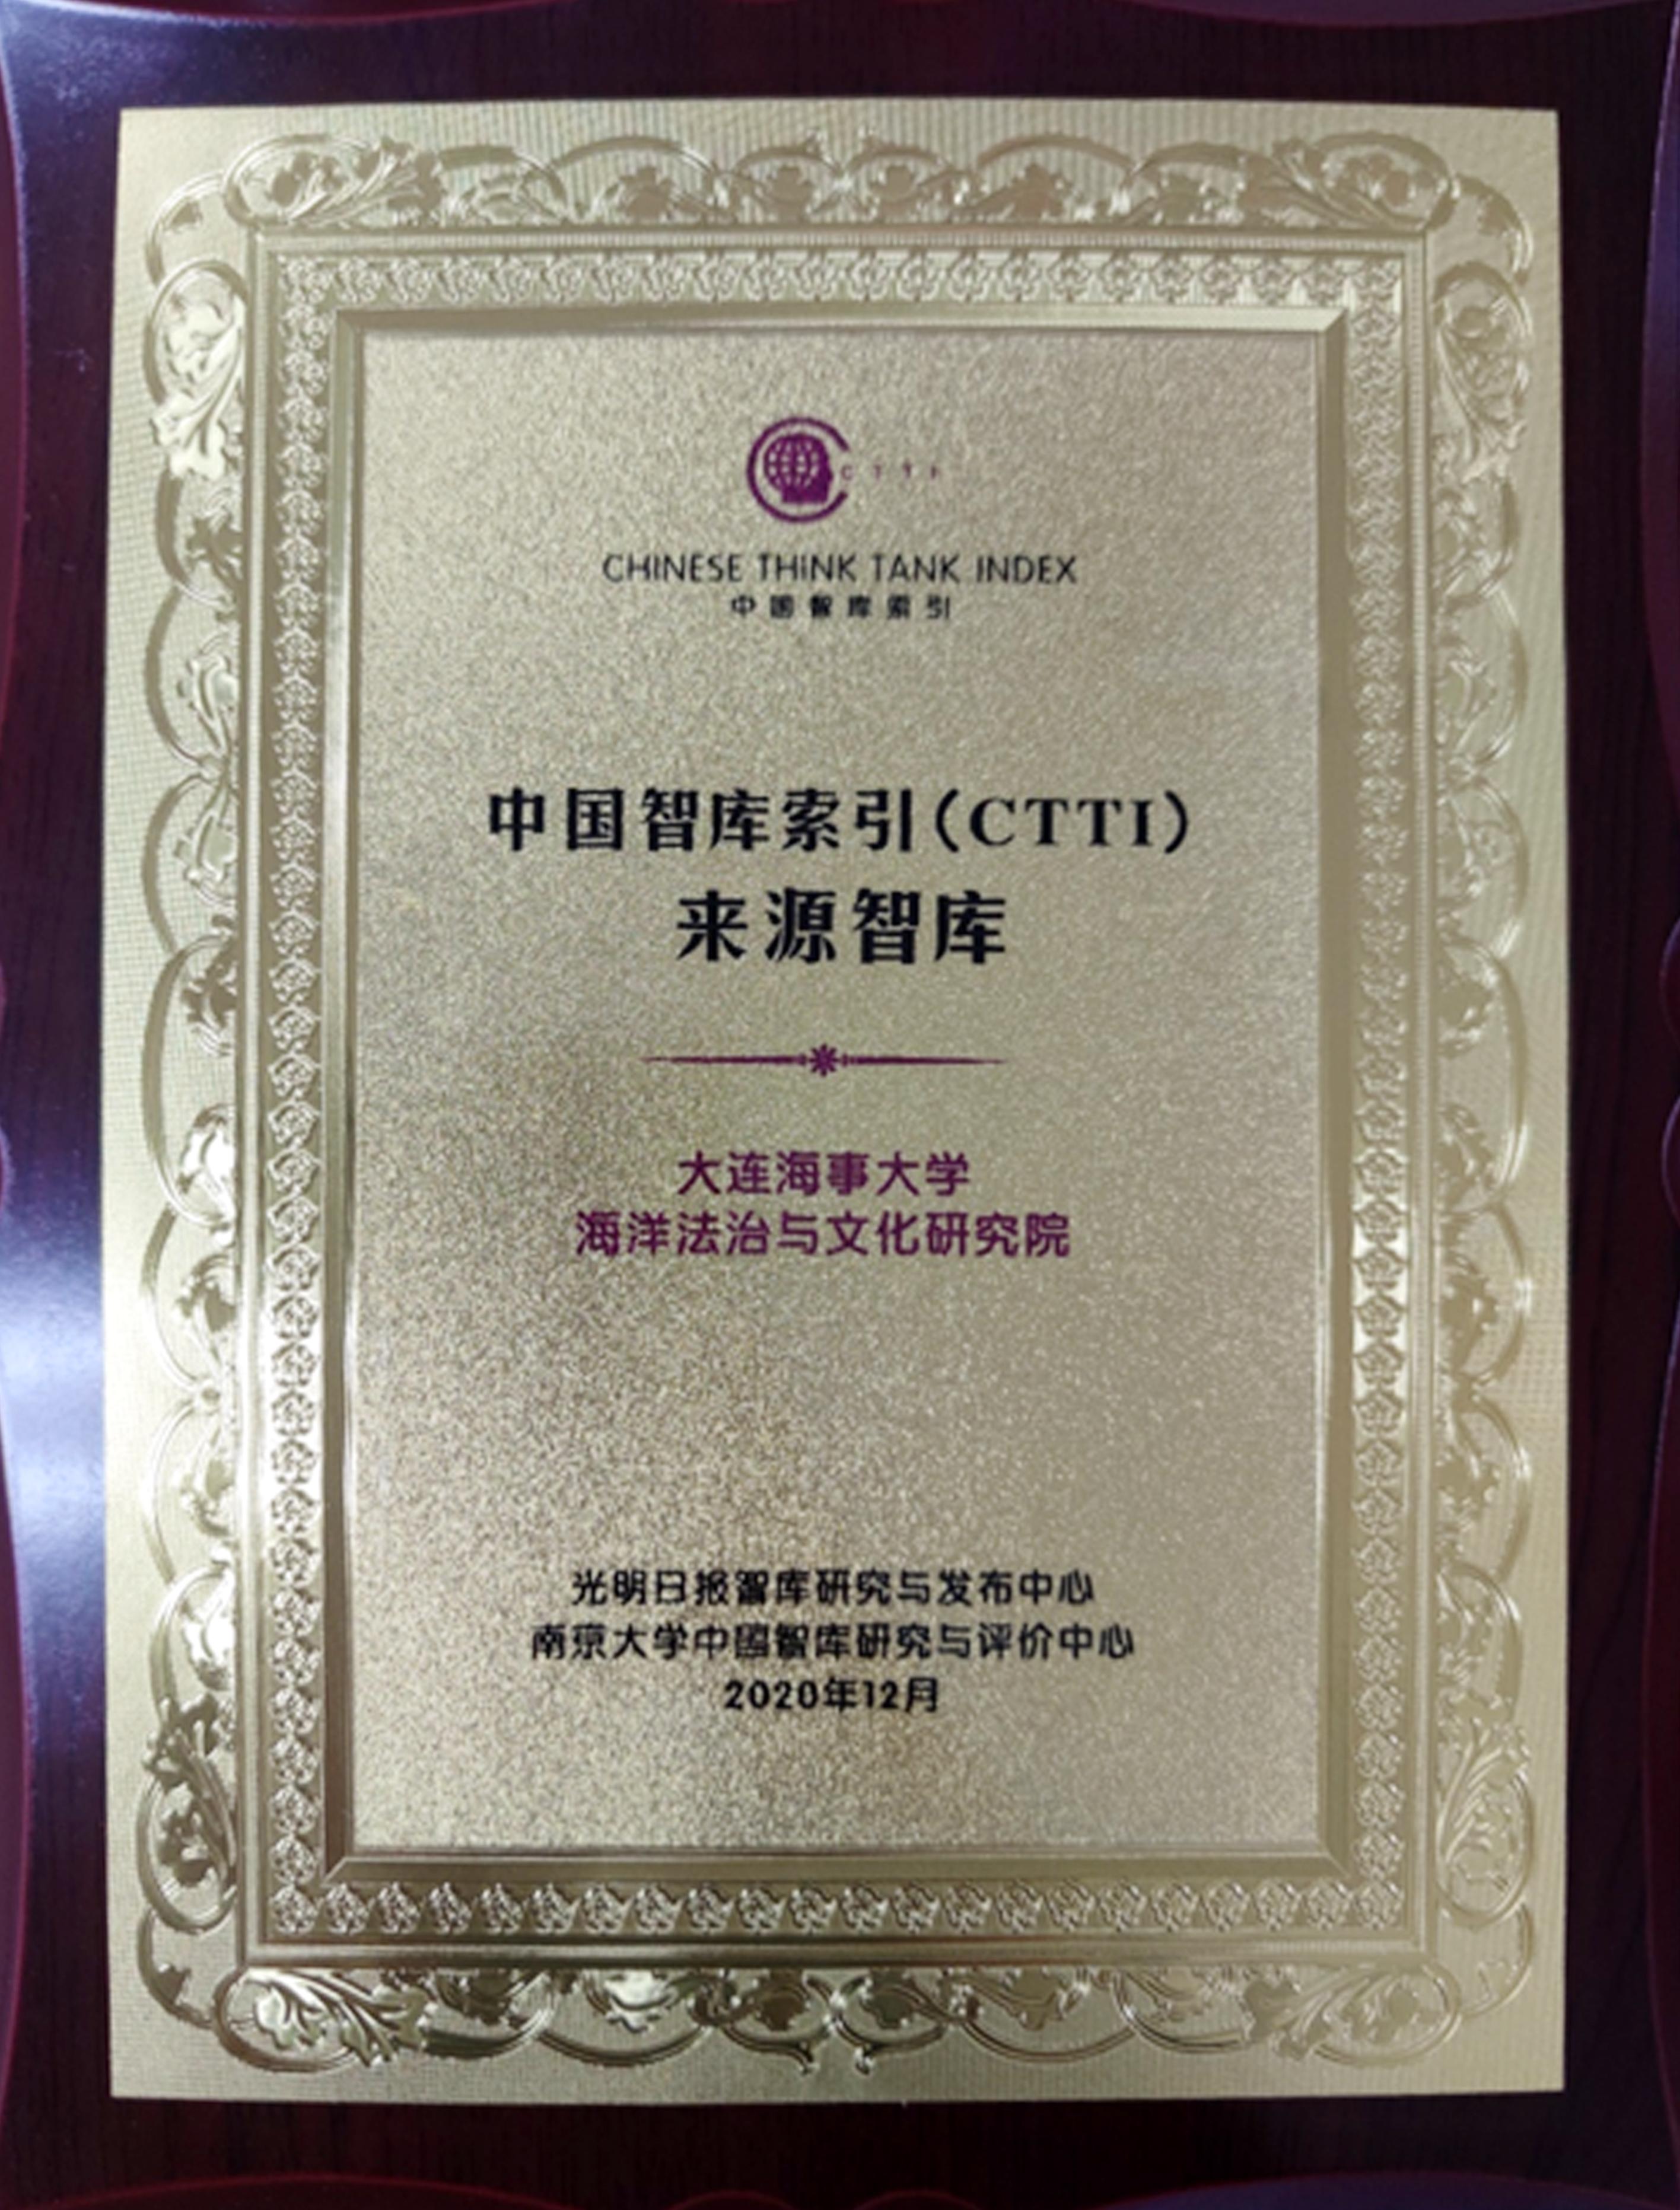 CTTI
CHINESE THINK TANK INDEX
中国智库索引
中国智库索引(CTTI)
来源智库
大连海事大学
海洋法治与文化研究院
光明日报智库研究与发布中心
南京大学中国智库研究与评价中心
2020年12月